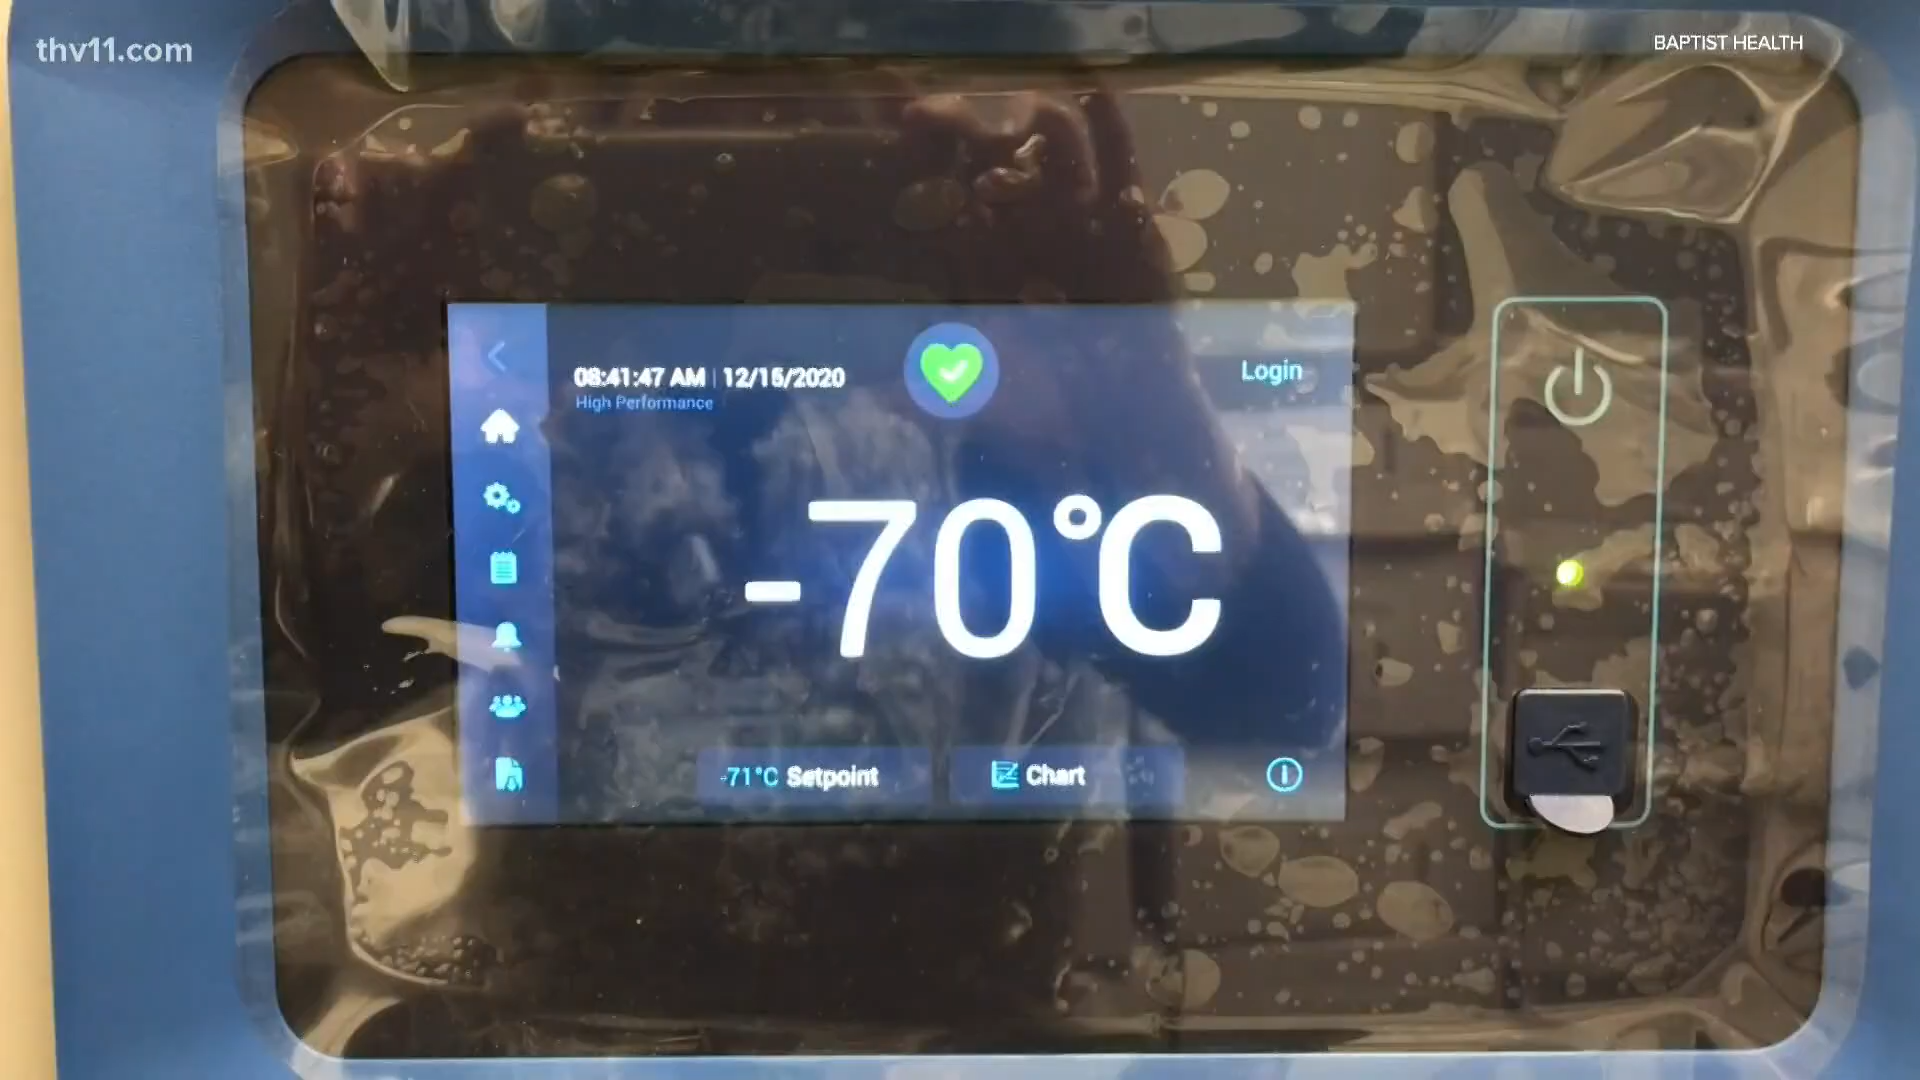 thv11.com
BAPTIST HEALTH
08:41:47 AM | 12/15/2020
High Performance
Login
-70°C
-71°C Setpoint
Chart